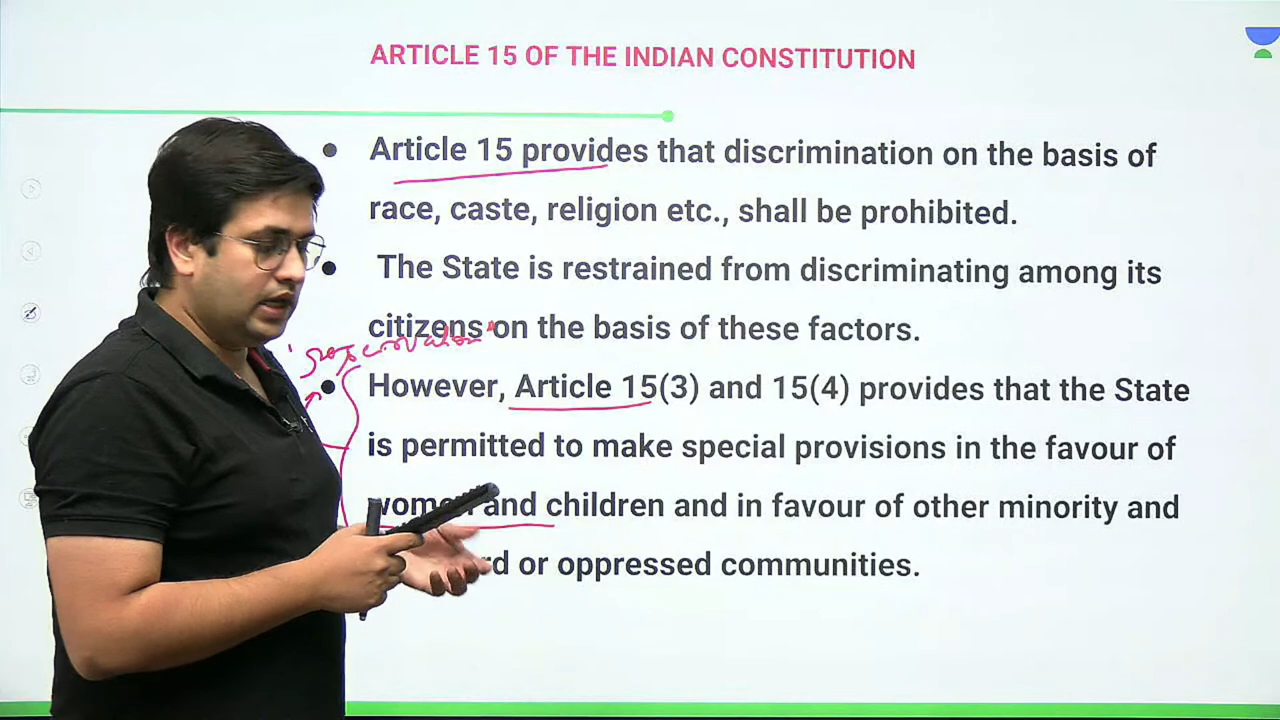 ARTICLE 15 OF THE INDIAN CONSTITUTION
Article 15 provides that discrimination on the basis of
race, caste, religion etc., shall be prohibited.
The State is restrained from discriminating among its
citizens on the basis of these factors.
However, Article 15(3) and 15(4) provides that the State
is permitted to make special provisions in the favour of
and children and in favour of other minority and
or oppressed communities.